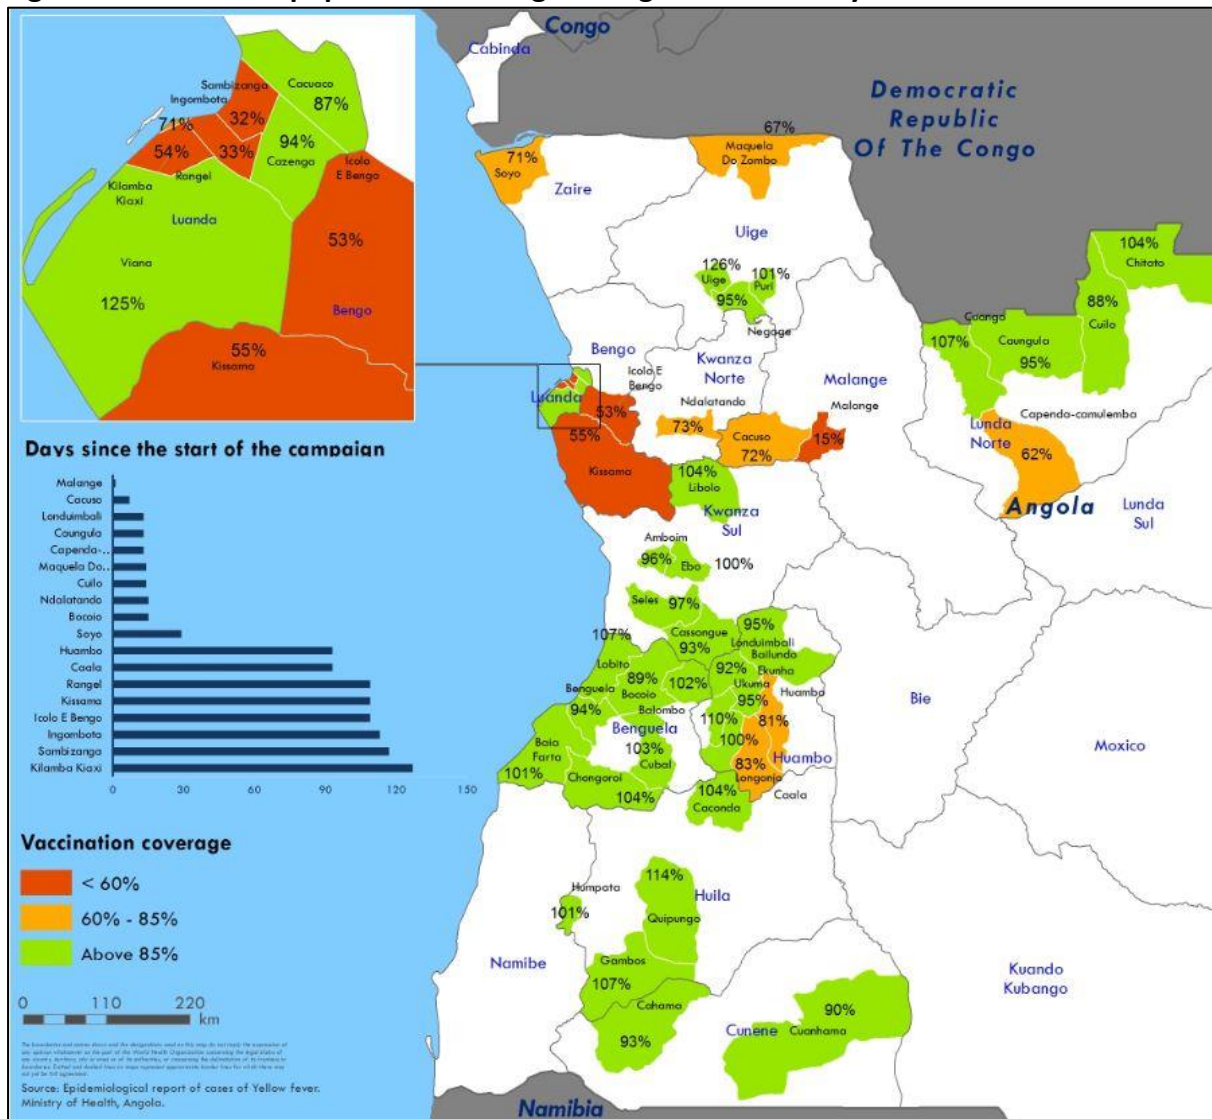 Congo
Cabinda
Democratic
Republic
Of The Congo
Sambizanga
Ingombota
Cacuaco
87%
71%
32%
54%
33%
94%
Cazenga
Rangel
Icolo
E Bengo
Kilamba
Kiaxi
Luanda
53%
Viana
125%
Bengo
55%
Kissama
67%
71%
Soyo
Maquela
Do Zombo
Zaire
Uige
126%
Uige
101%
Puri
95%
Negage
104%
Chitato
88%
Cuilo
Cuango
107%
Caungula
95%
Bengo
Kwanza
Norte
Icolo E
Bengo
Malange
Luanda
53%
Ndalatando
73%
Cacuso
72%
Malonge
15%
Capenda-camulemba
Lunda
Norte
62%
Angola
Lunda
Sul
55%
Kissama
104%
Libolo
Kwanza
Sul
Amboim
96%
Ebo
100%
Seles
97%
107%
Cassongue
93%
95%
Londuimbali
Bailundo
Ekunha
Lobito
89%
Bocoio
102%
92%
Ukuma
Huambo
Benguela
94%
Balombo
95%
81%
Benguela
110%
100%
Baia
Farta
101%
103%
Cubal
83%
Longonjo
Huambo
Chongoroi
104%
104%
Caconda
Caala
Bie
Moxico
Humpata
101%
114%
Quipungo
Huila
Namibe
Gambos
107%
Cahama
93%
Cunene
90%
Cuanhama
Kuando
Kubango
Namibia
Days since the start of the campaign
Malange
Cacuso
Londuimbali
Caungula
Capenda-..
Maquela Do..
Cuilo
Ndalatando
Bocoio
Soyo
Huambo
Caala
Rangel
Kissama
Icolo E Bengo
Ingombota
Sambizanga
Kilamba Kiaxi
0 30 60 90 120 150
Vaccination coverage
< 60%
60% - 85%
Above 85%
0 110 220
km
Source: Epidemiological report of cases of Yellow fever.
Ministry of Health, Angola.